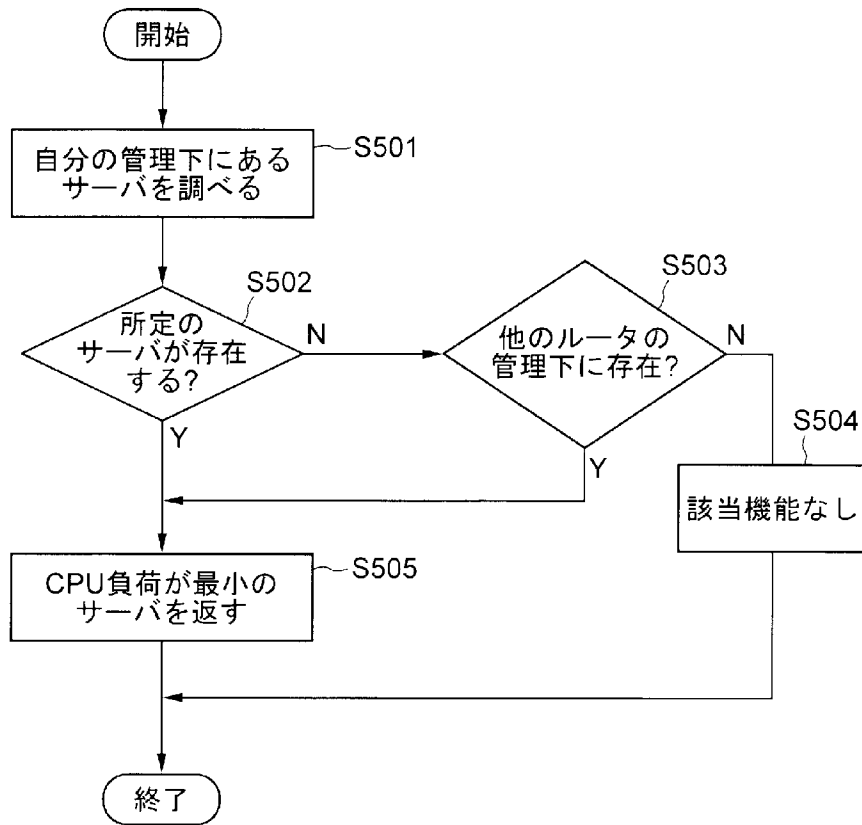 開始
自分の管理下にある
サーバを調べる
S501
所定の
サーバが存在
する?
S502
N
Y
他のルータの
管理下に存在?
S503
N
Y
S504
該当機能なし
CPU負荷が最小の
サーバを返す
S505
終了